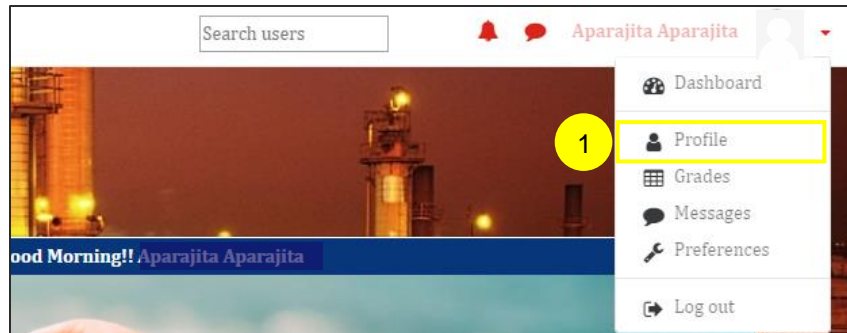 Search users
Aparajita Aparajita
Dashboard
1
Profile
Grades
Messages
Preferences
ood Morning!! Aparajita Aparajita
Log out